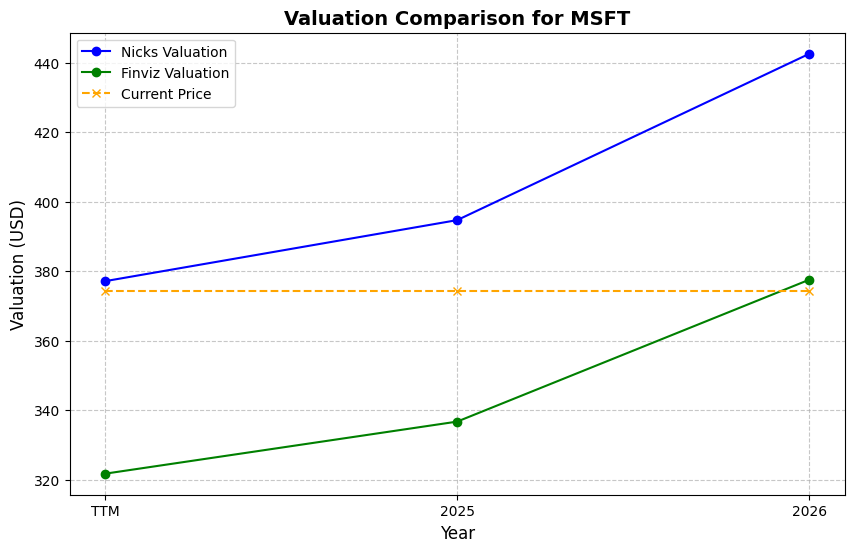 Valuation Comparison for MSFT
Nicks Valuation
Finviz Valuation
Current Price
Valuation (USD)
440
420
400
380
360
340
320
TTM
2025
2026
Year